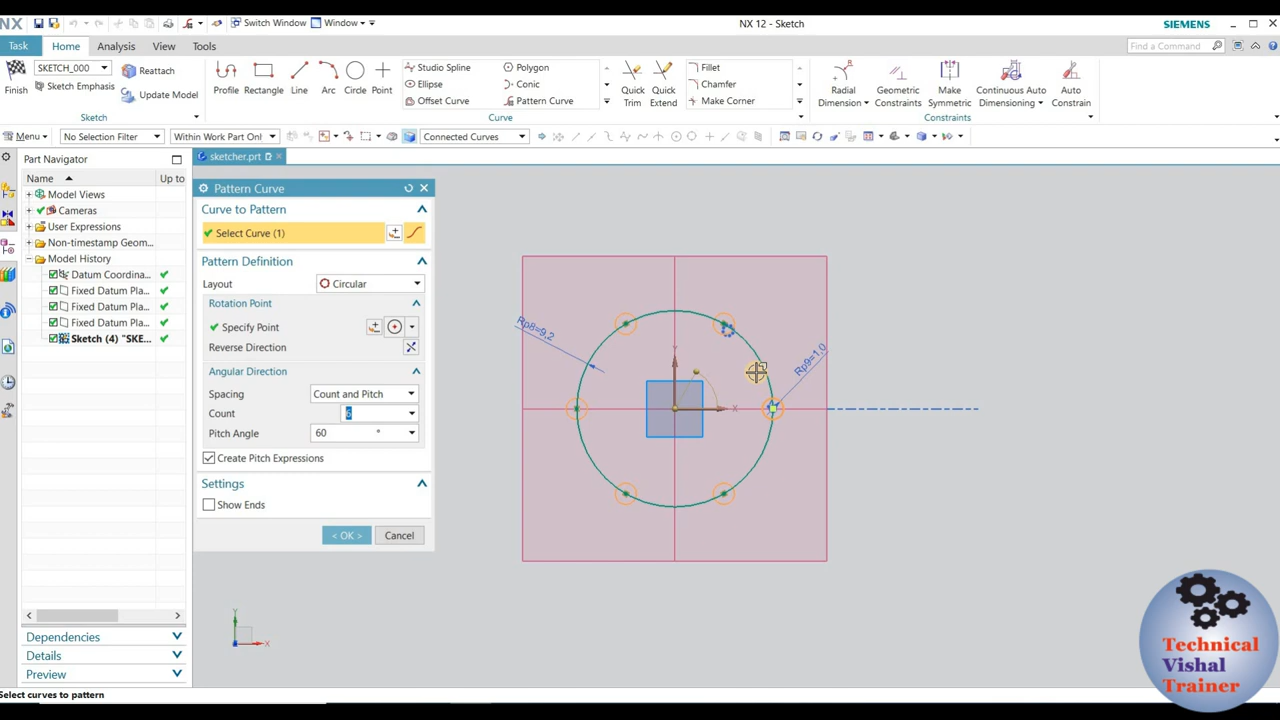 NX
Switch Window
Window
NX 12 - Sketch
SIEMENS
Task
Home
Analysis
View
Tools
Find a Command
Finish
SKETCH_000
Sketch Emphasis
Reattach
Update Model
Sketch
Profile
Rectangle
Line
Arc
Circle
Point
Studio Spline
Ellipse
Offset Curve
Polygon
Conic
Pattern Curve
Quick Trim
Quick Extend
Fillet
Chamfer
Make Corner
Curve
Radial Dimension
Geometric Constraints
Make Symmetric
Continuous Auto Dimensioning
Auto Constrain
Constraints
Menu
No Selection Filter
Within Work Part Onl
Connected Curves
Part Navigator
sketcher.prt
Name
Up to
Model Views
Cameras
User Expressions
Non-timestamp Geom...
Model History
Datum Coordina...
Fixed Datum Pla...
Fixed Datum Pla...
Fixed Datum Pla...
Sketch (4) "SKE...
Dependencies
Details
Preview
Pattern Curve
Curve to Pattern
Select Curve (1)
Pattern Definition
Layout
Circular
Rotation Point
Specify Point
Reverse Direction
Angular Direction
Spacing
Count and Pitch
Count
6
Pitch Angle
60
°
Create Pitch Expressions
Settings
Show Ends
< OK >
Cancel
Rp8=9,2
Rp9=1,0
Y
X
Y
X
Technical
Vishal
Trainer
Select curves to pattern